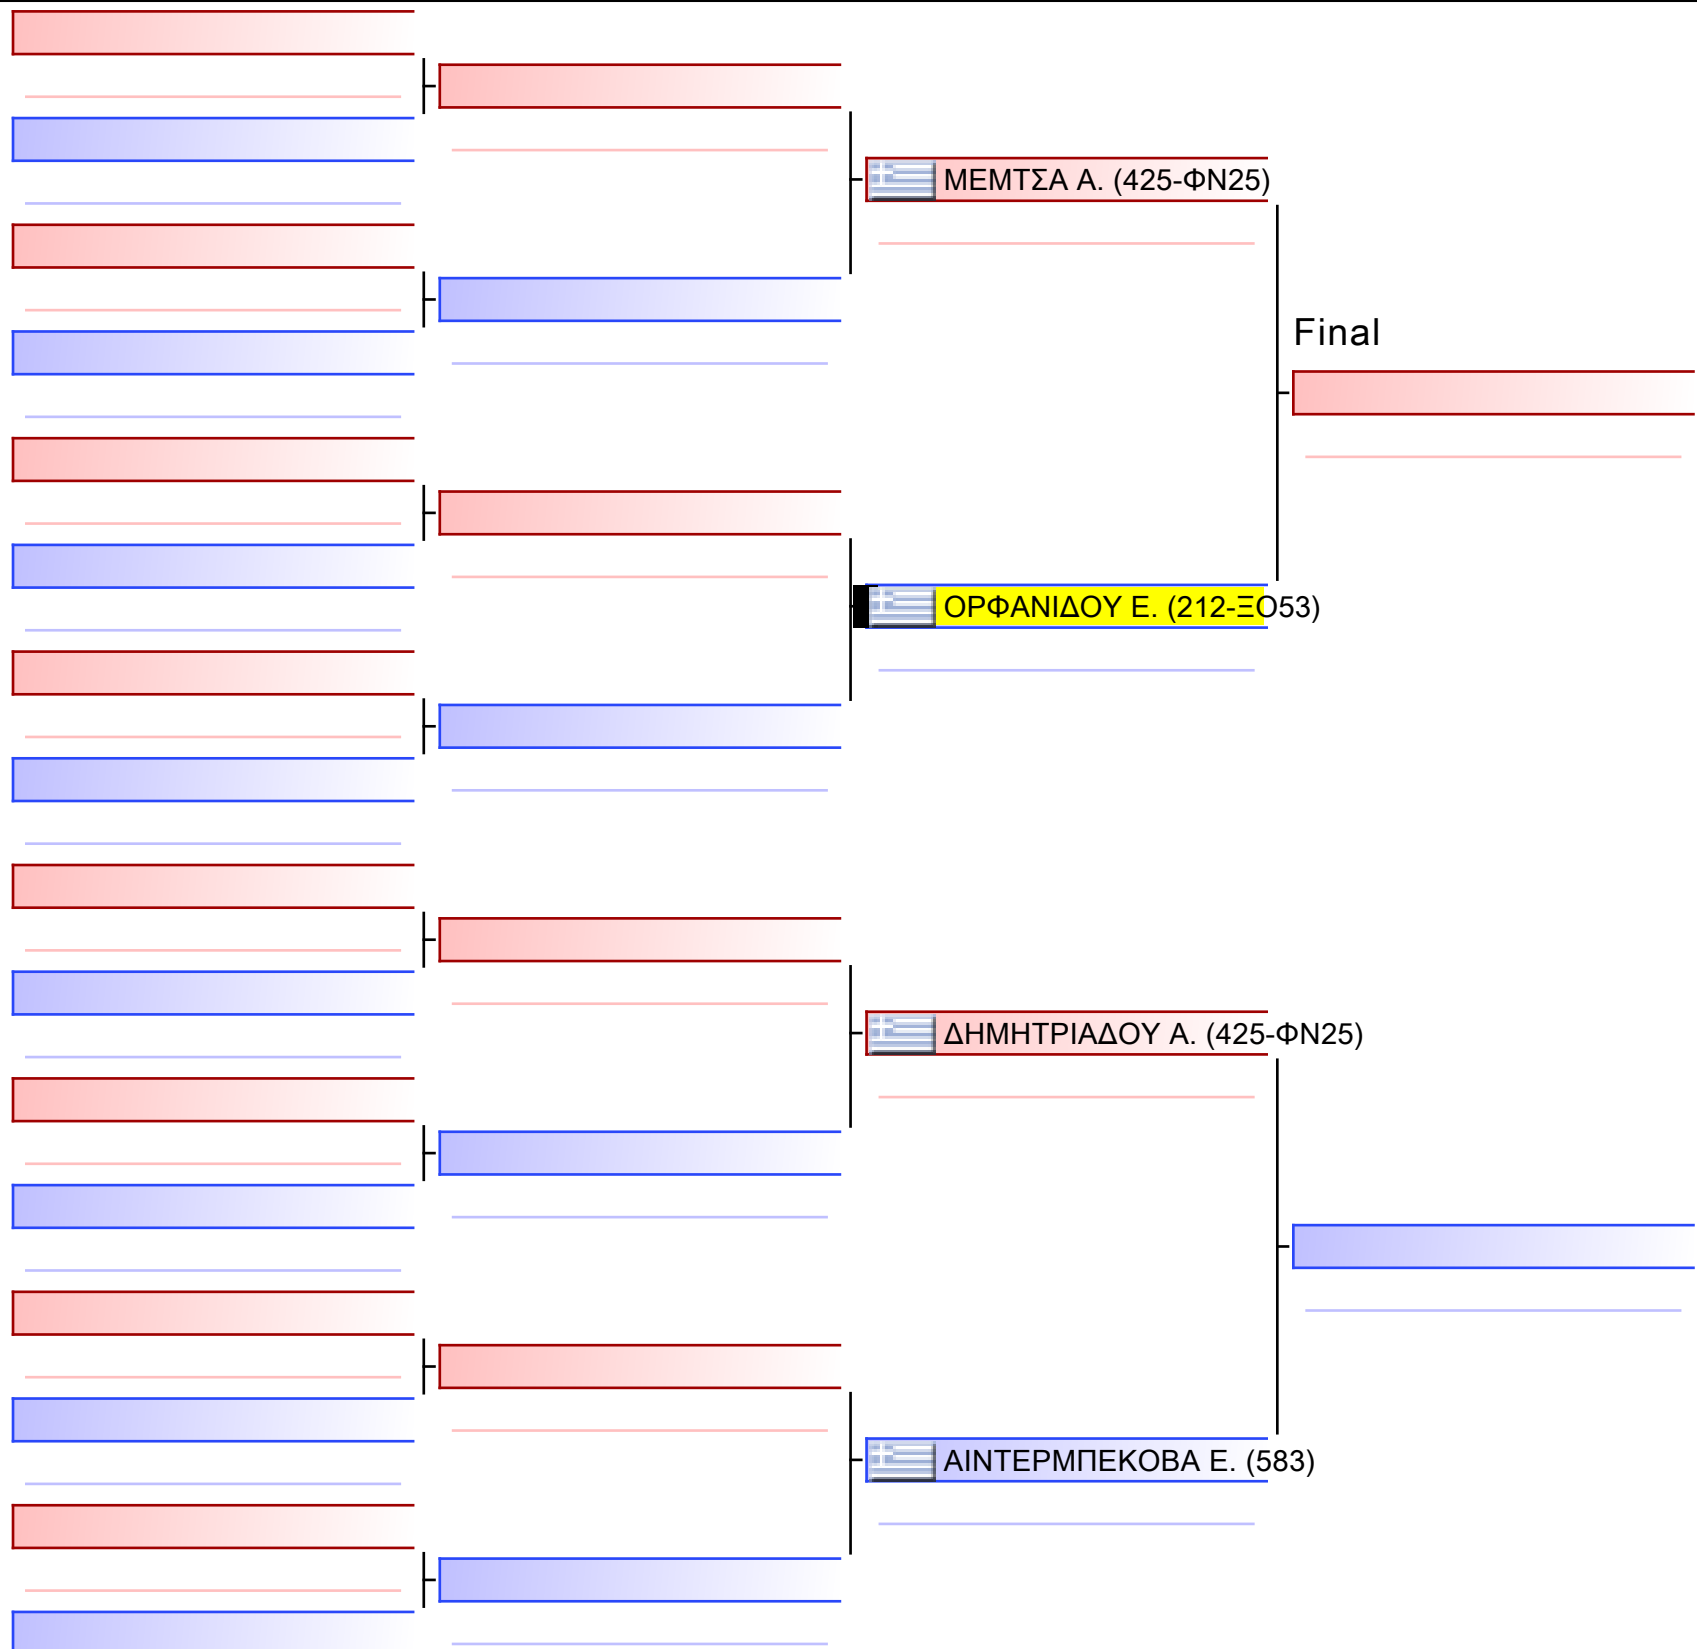 ΜΕΜΤΣΑ Α. (425-ΦΝ25)
Final
ΟΡΦΑΝΙΔΟΥ Ε. (212-ΞΟ53)
ΔΗΜΗΤΡΙΑΔΟΥ Α. (425-ΦΝ25)
ΑΙΝΤΕΡΜΠΕΚΟΒΑ Ε. (583)